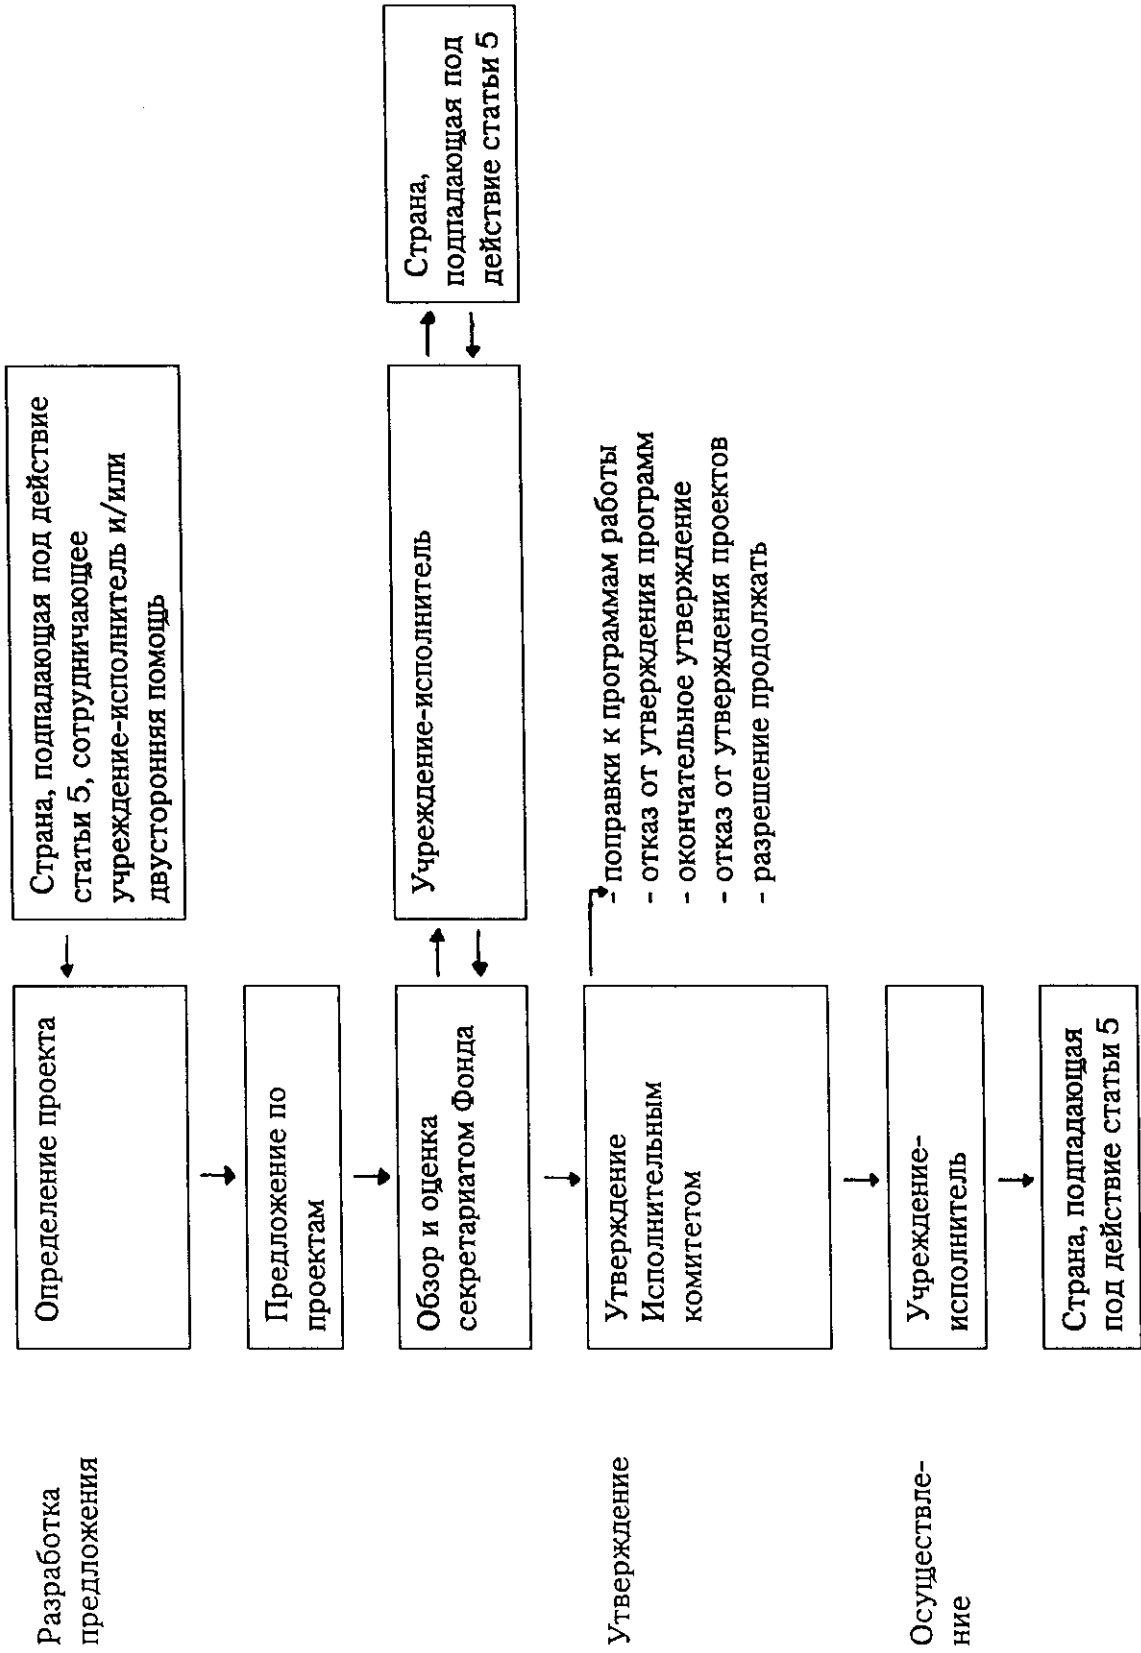 Разработка
предложения
Определение проекта
Страна, подпадающая под действие
статьи 5, сотрудничающее
учреждение-исполнитель и/или
двусторонняя помощь
Предложение по
проектам
Обзор и оценка
секретариатом Фонда
Учреждение-исполнитель
Страна,
подпадающая под
действие статьи 5
Утверждение
Утверждение
Исполнительным
комитетом
- поправки к программам работы
- отказ от утверждения программ
- окончательное утверждение
- отказ от утверждения проектов
- разрешение продолжать
Осуществле-
ние
Учреждение-
исполнитель
Страна, подпадающая
под действие статьи 5